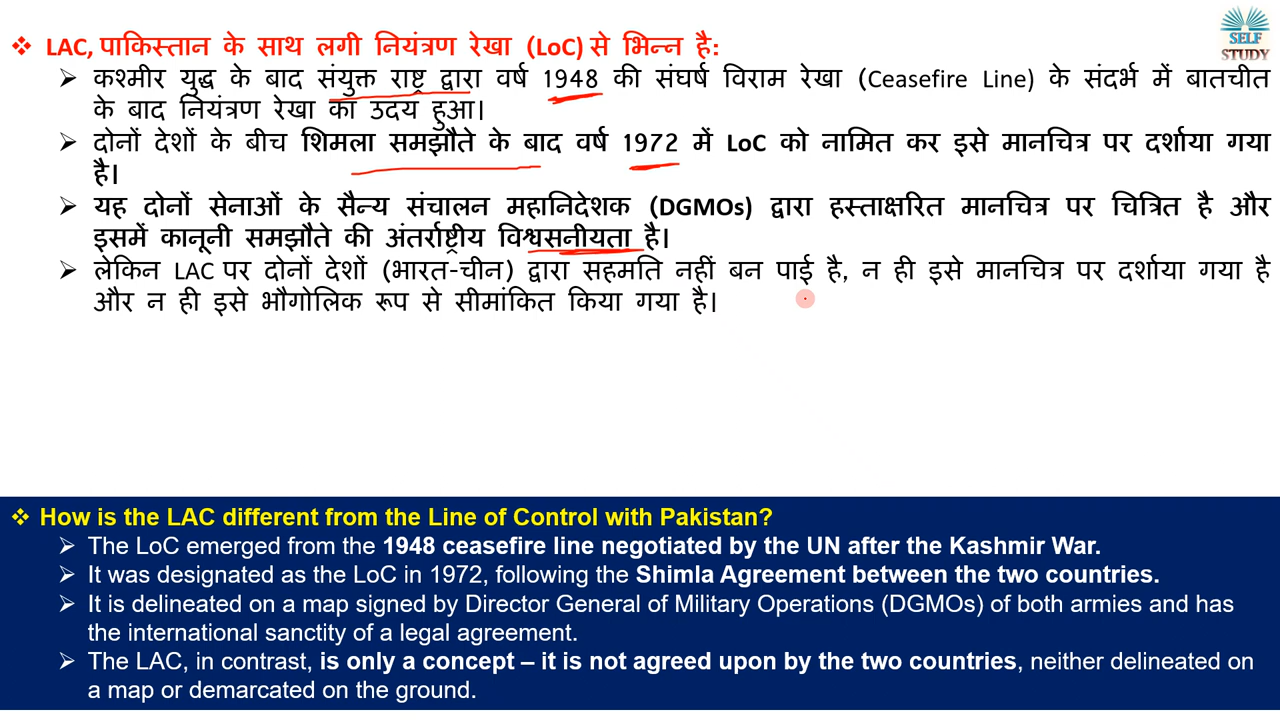 SELF
STUDY
❖ LAC, पाकिस्तान के साथ लगी नियंत्रण रेखा (LoC) से भिन्न है:
➢ कश्मीर युद्ध के बाद संयुक्त राष्ट्र द्वारा वर्ष 1948 की संघर्ष विराम रेखा (Ceasefire Line) के संदर्भ में बातचीत
के बाद नियंत्रण रेखा का उदय हुआ।
➢ दोनों देशों के बीच शिमला समझौते के बाद वर्ष 1972 में LoC को नामित कर इसे मानचित्र पर दर्शाया गया
है।
➢ यह दोनों सेनाओं के सैन्य संचालन महानिदेशक (DGMOs) द्वारा हस्ताक्षरित मानचित्र पर चित्रित है और
इसमें कानूनी समझौते की अंतर्राष्ट्रीय विश्वसनीयता है।
➢ लेकिन LAC पर दोनों देशों (भारत-चीन) द्वारा सहमति नहीं बन पाई है, न ही इसे मानचित्र पर दर्शाया गया है
और न ही इसे भौगोलिक रूप से सीमांकित किया गया है।
❖ How is the LAC different from the Line of Control with Pakistan?
➢ The LoC emerged from the 1948 ceasefire line negotiated by the UN after the Kashmir War.
➢ It was designated as the LoC in 1972, following the Shimla Agreement between the two countries.
➢ It is delineated on a map signed by Director General of Military Operations (DGMOs) of both armies and has
the international sanctity of a legal agreement.
➢ The LAC, in contrast, is only a concept – it is not agreed upon by the two countries, neither delineated on
a map or demarcated on the ground.